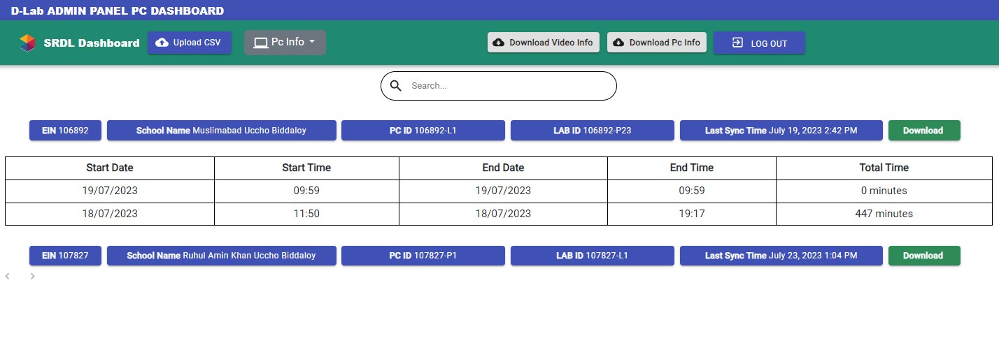 D-Lab ADMIN PANEL PC DASHBOARD
SRDL Dashboard Upload CSV Pc Info Download Video Info Download Pc Info LOG OUT
Search...
EIN 106892 School Name Muslimabad Uccho Biddaloy PC ID 106892-L1 LAB ID 106892-P23 Last Sync Time July 19, 2023 2:42 PM Download
Start Date Start Time End Date End Time Total Time
19/07/2023 09:59 19/07/2023 09:59 0 minutes
18/07/2023 11:50 18/07/2023 19:17 447 minutes
EIN 107827 School Name Ruhul Amin Khan Uccho Biddaloy PC ID 107827-P1 LAB ID 107827-L1 Last Sync Time July 23, 2023 1:04 PM Download